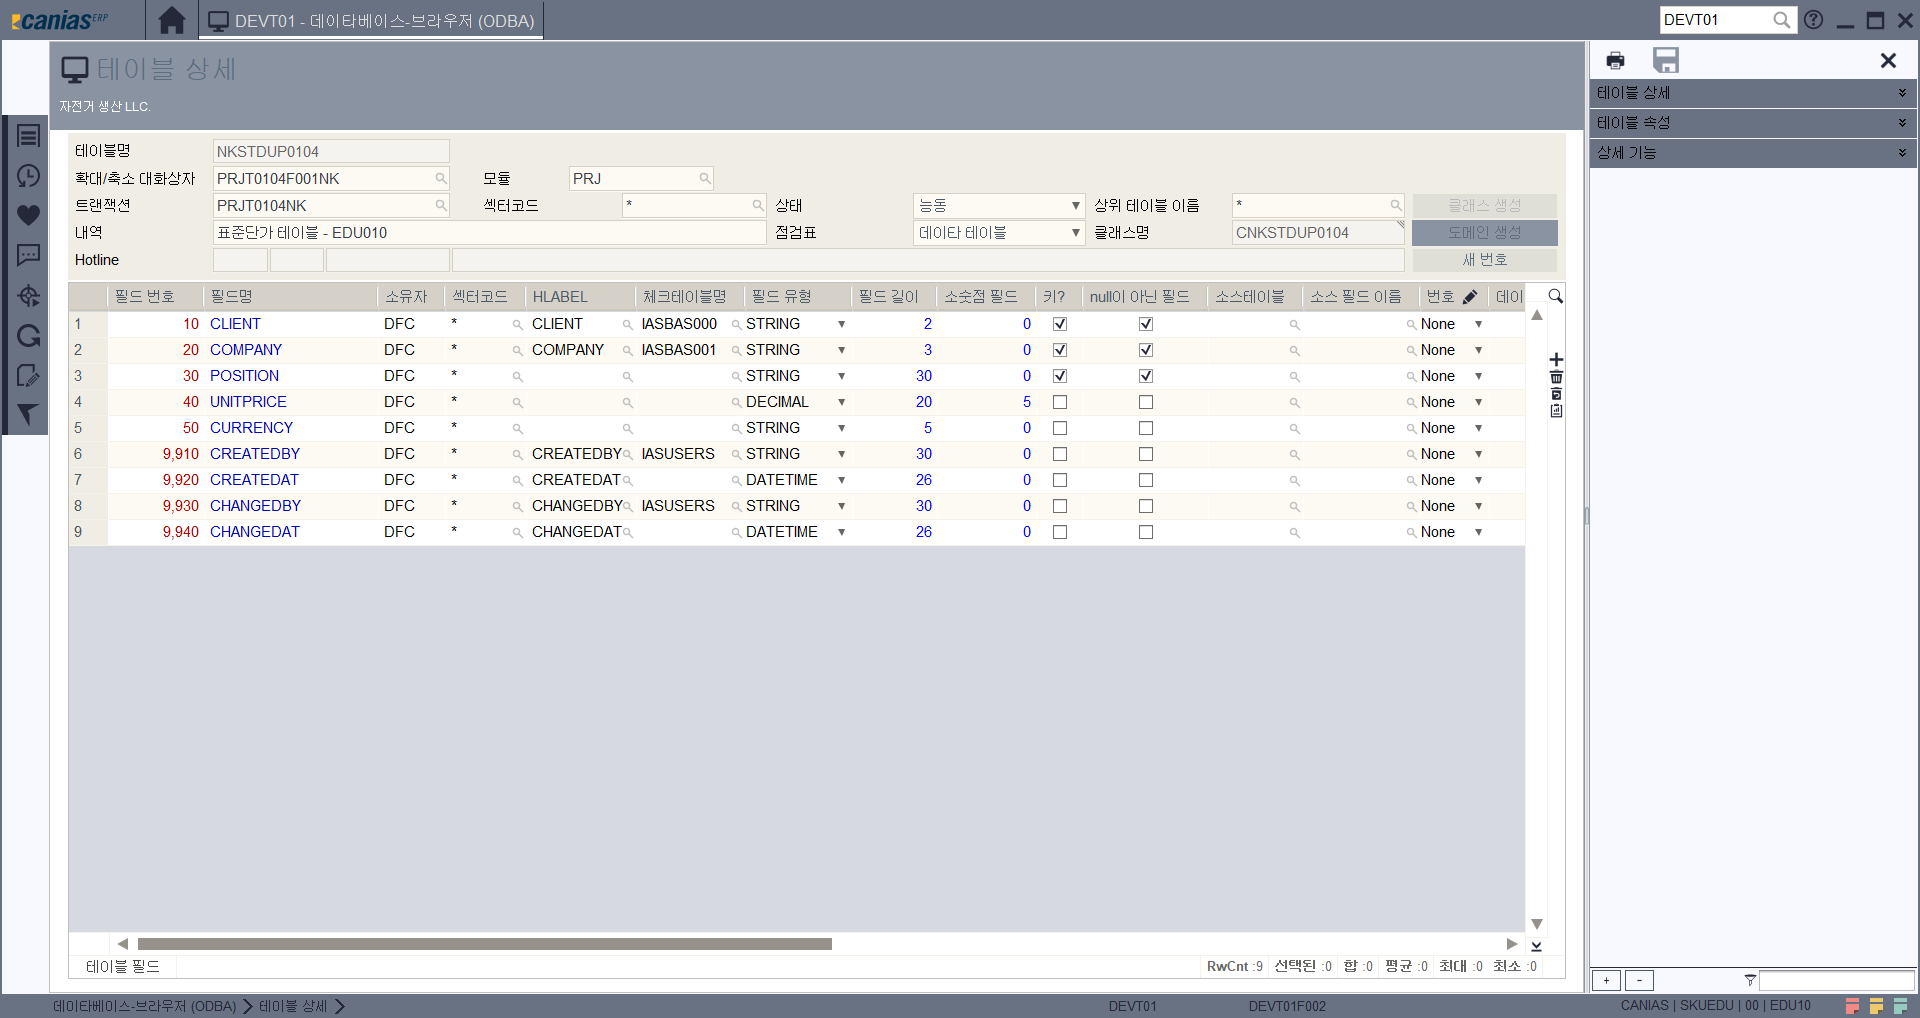 canias ERP
DEVT01 - 데이타베이스-브라우저 (ODBA)
DEVT01
테이블 상세
자전거 생산 LLC.
테이블명 NKSTDUP0104
확대/축소 대화상자 PRJT0104F001NK 모듈 PRJ
트랜잭션 PRJT0104NK 섹터코드 * 상태 능동 상위 테이블 이름 * 클래스 생성
내역 표준단가 테이블 - EDU010 점검표 데이타 테이블 클래스명 CNKSTDUP0104 도메인 생성
Hotline 새 번호
필드 번호 필드명 소유자 섹터코드 HLABEL 체크테이블명 필드 유형 필드 길이 소숫점 필드 키? null이 아닌 필드 소스테이블 소스 필드 이름 번호 데이
1 10 CLIENT DFC * CLIENT IASBAS000 STRING 2 0 None
2 20 COMPANY DFC * COMPANY IASBAS001 STRING 3 0 None
3 30 POSITION DFC * STRING 30 0 None
4 40 UNITPRICE DFC * DECIMAL 20 5 None
5 50 CURRENCY DFC * STRING 5 0 None
6 9,910 CREATEDBY DFC * CREATEDBY IASUSERS STRING 30 0 None
7 9,920 CREATEDAT DFC * CREATEDAT DATETIME 26 0 None
8 9,930 CHANGEDBY DFC * CHANGEDBY IASUSERS STRING 30 0 None
9 9,940 CHANGEDAT DFC * CHANGEDAT DATETIME 26 0 None
테이블 필드
RwCnt :9 선택된 :0 합 :0 평균 :0 최대 :0 최소 :0
테이블 상세
테이블 속성
상세 기능
+ -
데이타베이스-브라우저 (ODBA) 테이블 상세 DEVT01 DEVT01F002 CANIAS | SKUEDU | 00 | EDU10